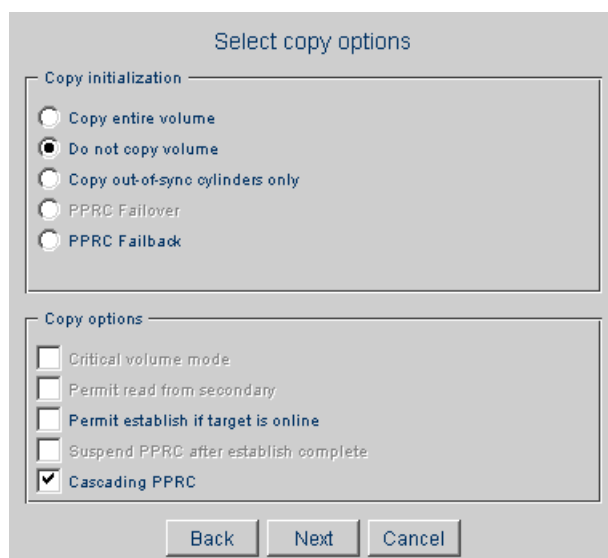 Select copy options
Copy initialization
Copy entire volume
Do not copy volume
Copy out-of-sync cylinders only
PPRC Failover
PPRC Failback
Copy options
Critical volume mode
Permit read from secondary
Permit establish if target is online
Suspend PPRC after establish complete
Cascading PPRC
Back Next Cancel